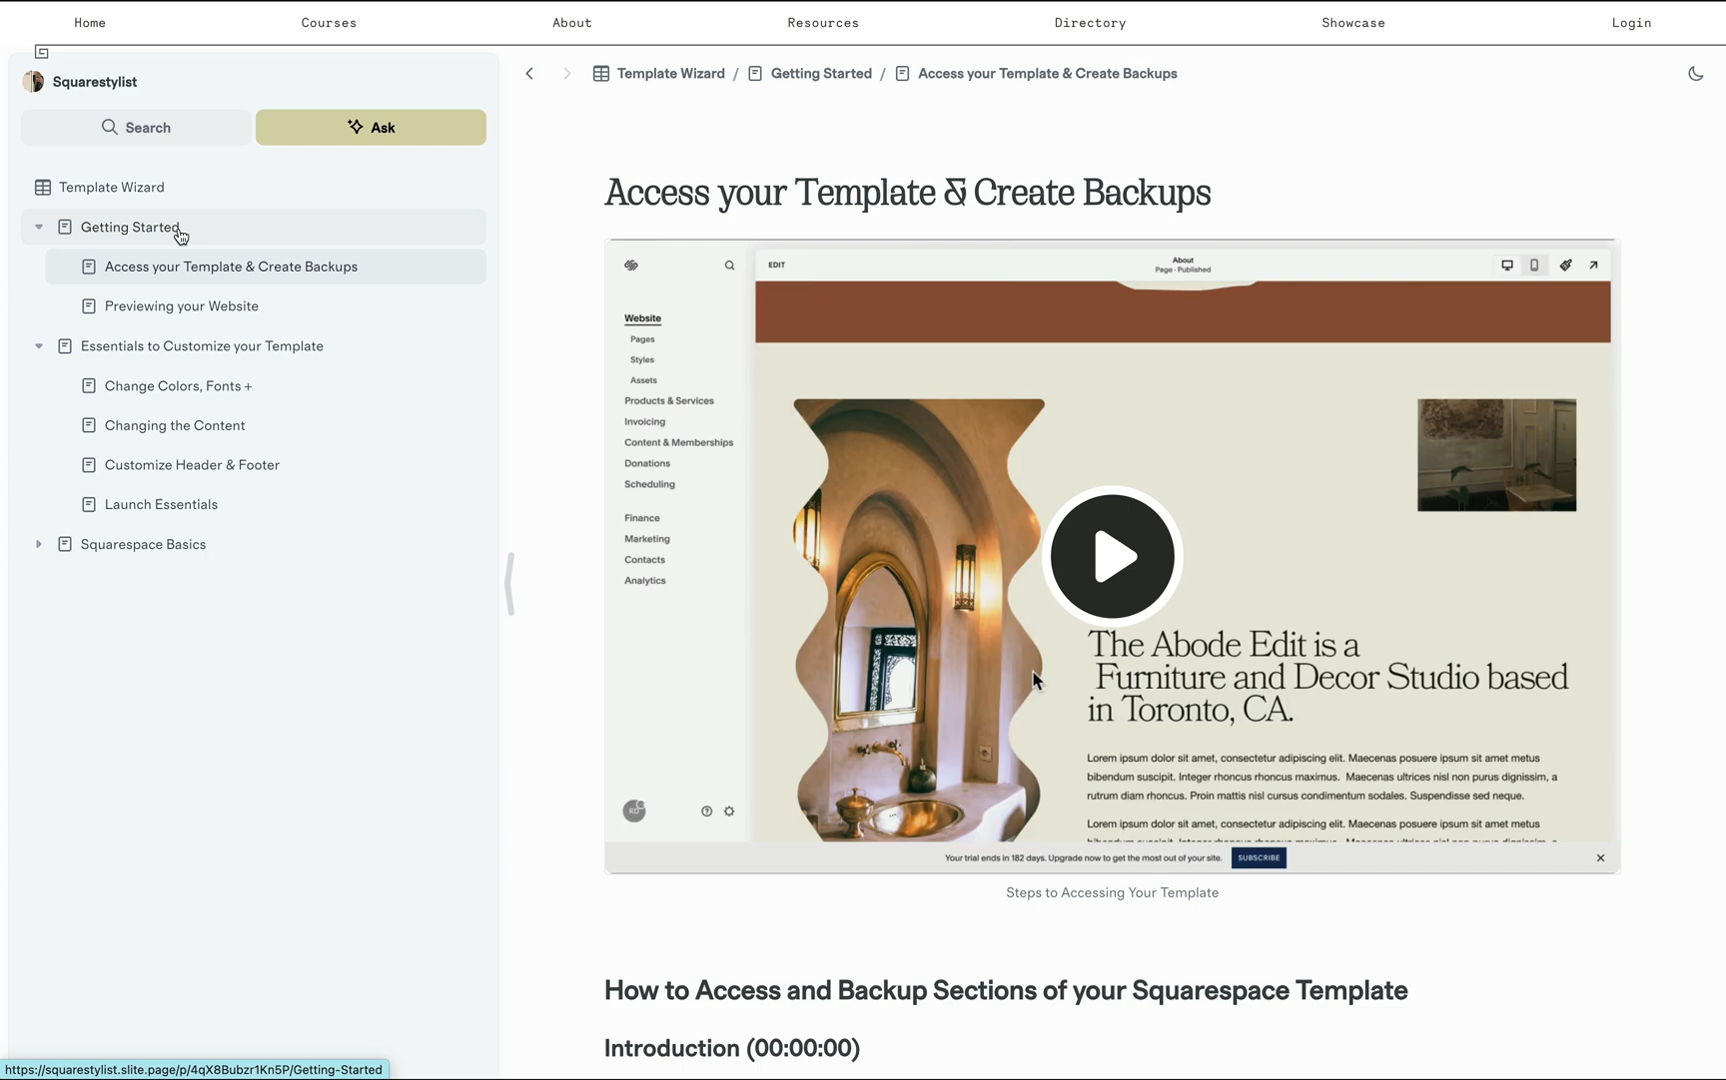 Home
Courses
About
Resources
Directory
Showcase
Login
Squarestylist
Search
Ask
Template Wizard
Getting Started
Access your Template & Create Backups
Previewing your Website
Essentials to Customize your Template
Change Colors, Fonts +
Changing the Content
Customize Header & Footer
Launch Essentials
Squarespace Basics
https://squarestylist.slite.page/p/4qX8Bubzr1Kn5P/Getting-Started
Template Wizard / Getting Started / Access your Template & Create Backups
Access your Template & Create Backups
EDIT
About
Page · Published
Website
Pages
Styles
Assets
Products & Services
Invoicing
Content & Memberships
Donations
Scheduling
Finance
Marketing
Contacts
Analytics
RD
The Abode Edit is a
Furniture and Decor Studio based
in Toronto, CA.
Lorem ipsum dolor sit amet, consectetur adipiscing elit. Maecenas posuere ipsum sit amet metus
bibendum suscipit. Integer rhoncus rhoncus maximus. Maecenas ultrices nisl non purus dignissim, a
rutrum diam rhoncus. Proin mattis nisl cursus condimentum sodales. Suspendisse sed neque.
Lorem ipsum dolor sit amet, consectetur adipiscing elit. Maecenas posuere ipsum sit amet metus
Your trial ends in 182 days. Upgrade now to get the most out of your site.
SUBSCRIBE
Steps to Accessing Your Template
How to Access and Backup Sections of your Squarespace Template
Introduction (00:00:00)